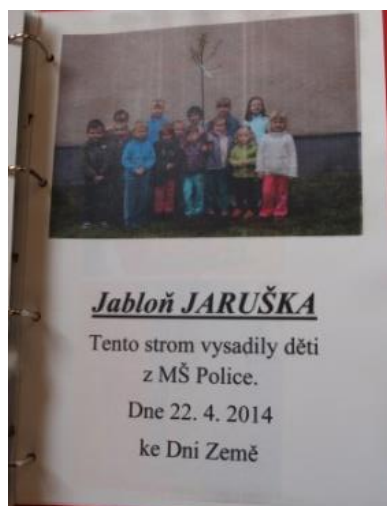 Jabloň JARUŠKA
Tento strom vysadily děti
z MŠ Police.
Dne 22. 4. 2014
ke Dni Země